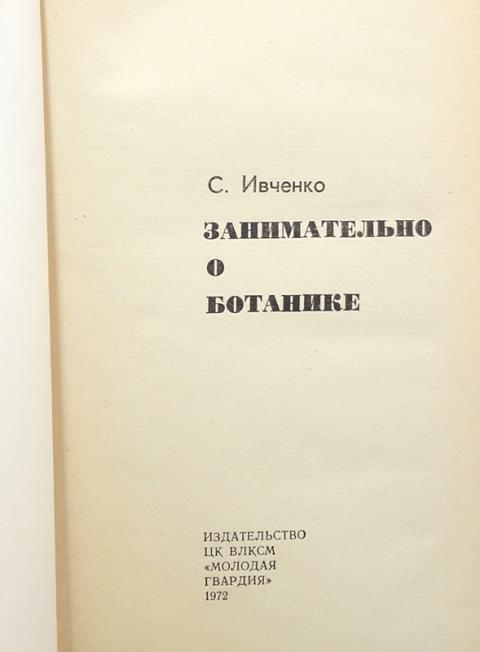 С. Ивченко
ЗАНИМАТЕЛЬНО
О
БОТАНИКЕ
ИЗДАТЕЛЬСТВО
ЦК ВЛКСМ
«МОЛОДАЯ
ГВАРДИЯ»
1972